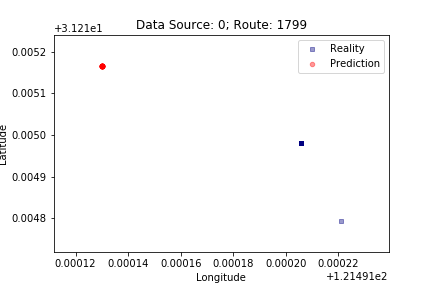 Data Source: 0; Route: 1799
+3.121e1
Reality
Prediction
0.0052
0.0051
0.0050
0.0049
0.0048
Latitude
0.00012
0.00014
0.00016
0.00018
0.00020
0.00022
Longitude
+1.21491e2